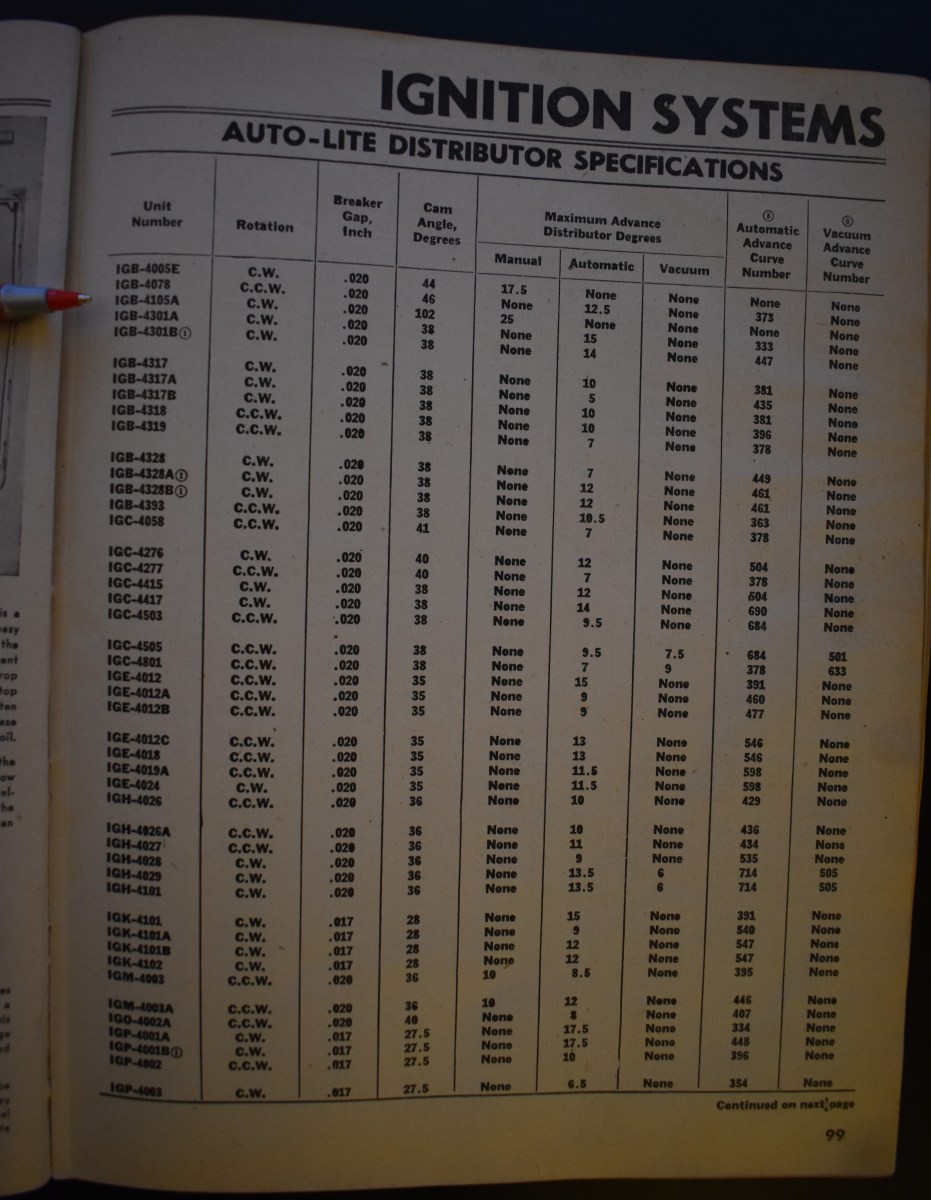 IGNITION SYSTEMS
AUTO-LITE DISTRIBUTOR SPECIFICATIONS
Unit Number Rotation Breaker Gap, Inch Cam Angle, Degrees Maximum Advance Distributor Degrees ⑤ Automatic Advance Curve Number ⑤ Vacuum Advance Curve Number
Manual Automatic Vacuum
IGB-4005E C.W. .020 44 17.5 None None None None
IGB-4078 C.C.W. .020 46 None 12.5 None 373 None
IGB-4105A C.W. .020 102 25 None None None None
IGB-4301A C.W. .020 38 None 15 None 333 None
IGB-4301B① C.W. .020 38 None 14 None 447 None
IGB-4317 C.W. .020 38 None 10 None 381 None
IGB-4317A C.W. .020 38 None 5 None 435 None
IGB-4317B C.W. .020 38 None 10 None 381 None
IGB-4318 C.C.W. .020 38 None 10 None 396 None
IGB-4319 C.C.W. .020 38 None 7 None 378 None
IGB-4328 C.W. .020 38 None 7 None 449 None
IGB-4328A① C.W. .020 38 None 12 None 461 None
IGB-4328B① C.W. .020 38 None 12 None 461 None
IGB-4393 C.C.W. .020 38 None 10.5 None 363 None
IGC-4058 C.C.W. .020 41 None 7 None 378 None
IGC-4276 C.W. .020 40 None 12 None 504 None
IGC-4277 C.C.W. .020 40 None 7 None 378 None
IGC-4415 C.W. .020 38 None 12 None 504 None
IGC-4417 C.W. .020 38 None 14 None 690 None
IGC-4503 C.C.W. .020 38 None 9.5 None 684 None
IGC-4505 C.C.W. .020 38 None 9.5 7.5 684 501
IGC-4801 C.C.W. .020 38 None 7 9 378 633
IGE-4012 C.C.W. .020 35 None 15 None 391 None
IGE-4012A C.C.W. .020 35 None 9 None 460 None
IGE-4012B C.C.W. .020 35 None 9 None 477 None
IGE-4012C C.C.W. .020 35 None 13 None 546 None
IGE-4018 C.C.W. .020 35 None 13 None 546 None
IGE-4019A C.C.W. .020 35 None 11.5 None 598 None
IGE-4024 C.W. .020 35 None 11.5 None 598 None
IGH-4026 C.C.W. .020 36 None 10 None 429 None
IGH-4026A C.C.W. .020 36 None 10 None 436 None
IGH-4027 C.C.W. .020 36 None 11 None 434 None
IGH-4028 C.W. .020 36 None 9 None 535 None
IGH-4029 C.C.W. .020 36 None 13.5 6 714 505
IGH-4101 C.W. .020 36 None 13.5 6 714 505
IGK-4101 C.W. .017 28 None 15 None 391 None
IGK-4101A C.W. .017 28 None 9 None 540 None
IGK-4101B C.W. .017 28 None 12 None 547 None
IGK-4102 C.W. .017 28 None 12 None 547 None
IGM-4003 C.C.W. .020 36 10 8.5 None 395 None
IGM-4003A C.C.W. .020 36 10 12 None 446 None
IGO-4002A C.C.W. .020 40 None 8 None 407 None
IGP-4001A C.W. .017 27.5 None 17.5 None 334 None
IGP-4001B① C.W. .017 27.5 None 17.5 None 448 None
IGP-4002 C.C.W. .017 27.5 None 10 None 396 None
IGP-4003 C.W. .017 27.5 None 6.5 None 354 None
Continued on next page
99